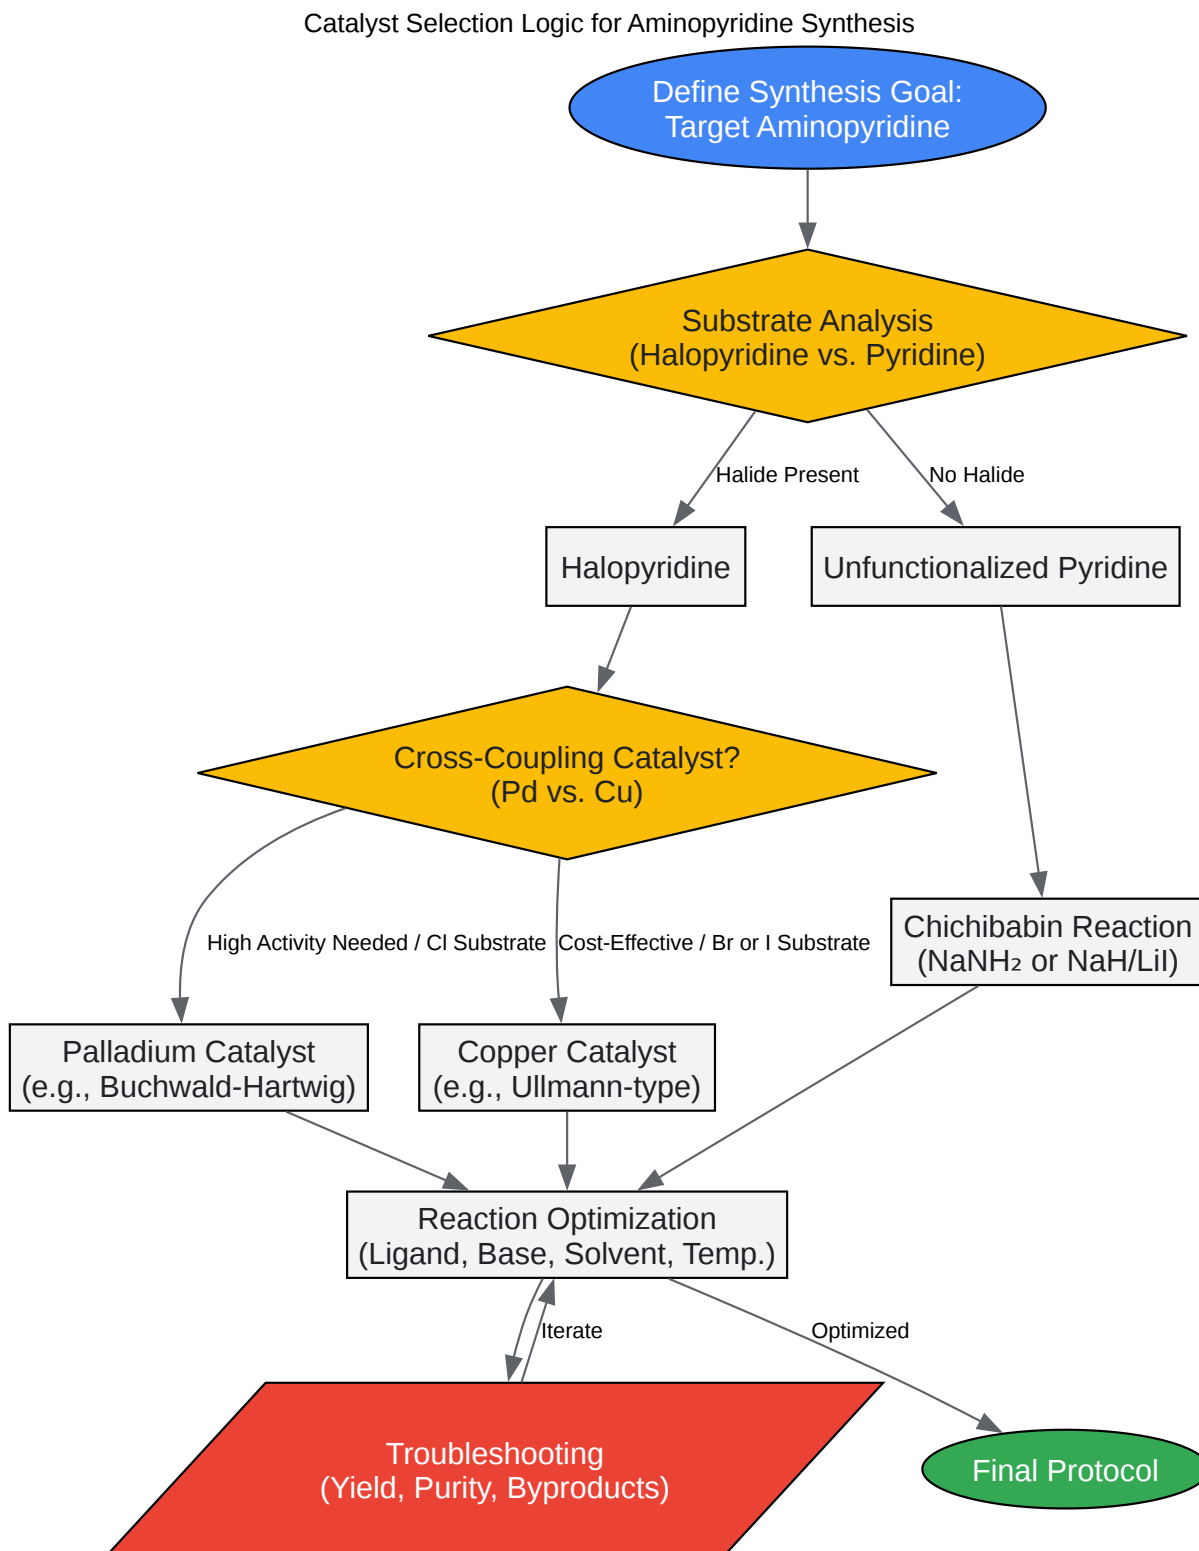 Catalyst Selection Logic for Aminopyridine Synthesis
Define Synthesis Goal:
Target Aminopyridine
Substrate Analysis
(Halopyridine vs. Pyridine)
Halide Present
No Halide
Halopyridine
Unfunctionalized Pyridine
Cross-Coupling Catalyst?
(Pd vs. Cu)
High Activity Needed / Cl Substrate
Cost-Effective / Br or I Substrate
Chichibabin Reaction
(NaNH₂ or NaH/LiI)
Palladium Catalyst
(e.g., Buchwald-Hartwig)
Copper Catalyst
(e.g., Ullmann-type)
Reaction Optimization
(Ligand, Base, Solvent, Temp.)
Iterate
Optimized
Troubleshooting
(Yield, Purity, Byproducts)
Final Protocol